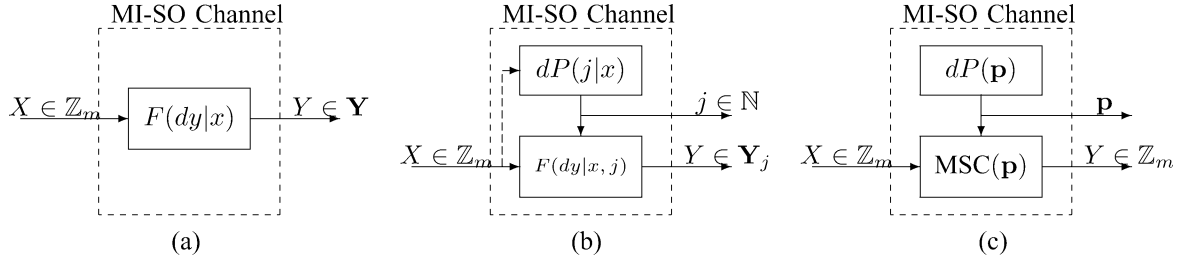 MI-SO Channel
X ∈ ℤ_m
F(dy|x)
Y ∈ 𝐘
(a)
MI-SO Channel
dP(j|x)
j ∈ ℕ
X ∈ ℤ_m
F(dy|x, j)
Y ∈ 𝐘_j
(b)
MI-SO Channel
dP(𝐩)
𝐩
X ∈ ℤ_m
MSC(𝐩)
Y ∈ ℤ_m
(c)